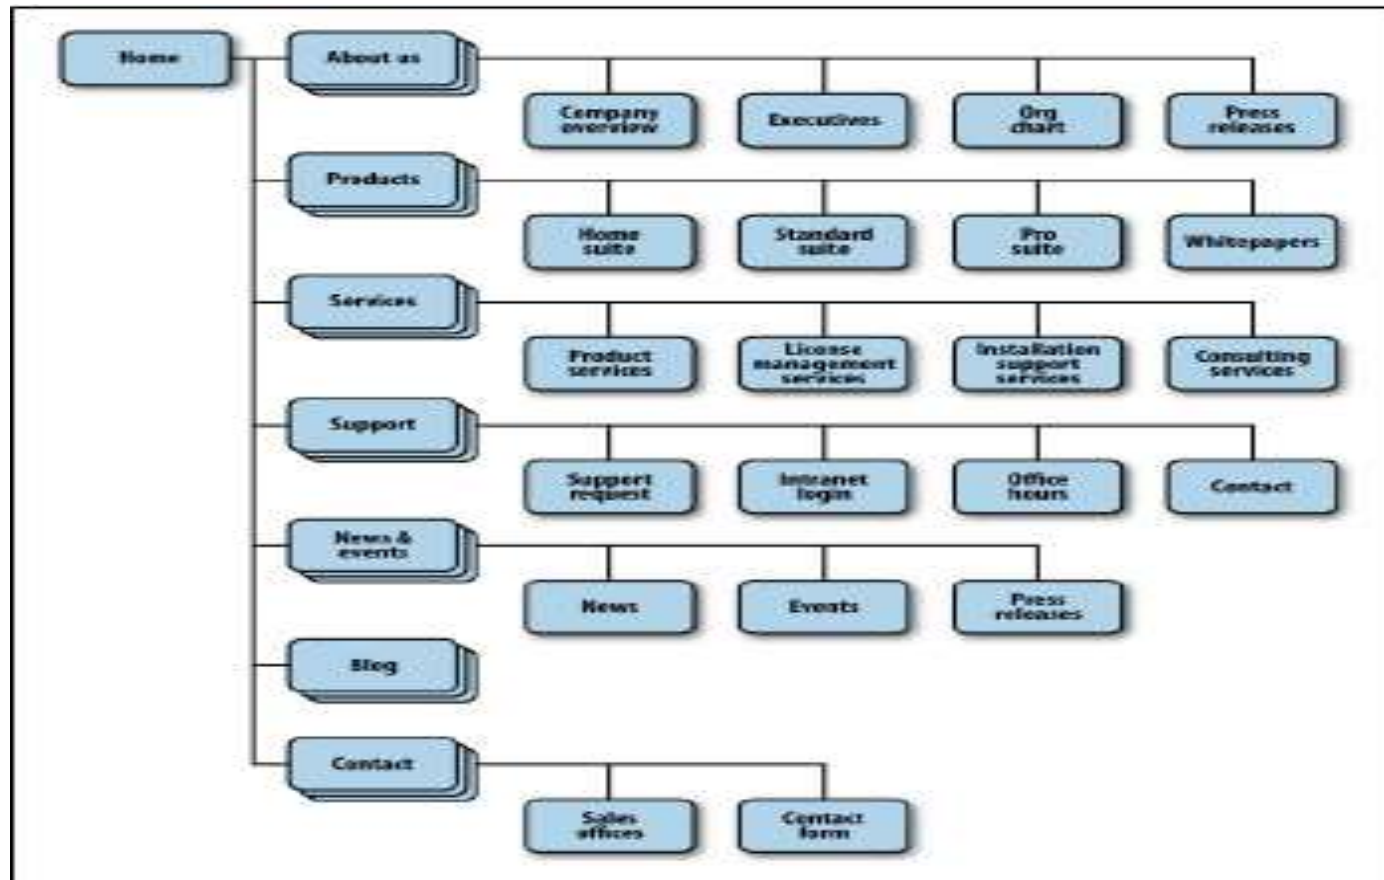 Home
About us
Company
overview
Executives
Org
chart
Press
releases
Products
Home
suite
Standard
suite
Pro
suite
Whitepapers
Services
Product
services
License
management
services
Installation
support
services
Consulting
services
Support
Support
request
Intranet
login
Office
hours
Contact
News &
events
News
Events
Press
releases
Blog
Contact
Sales
offices
Contact
form